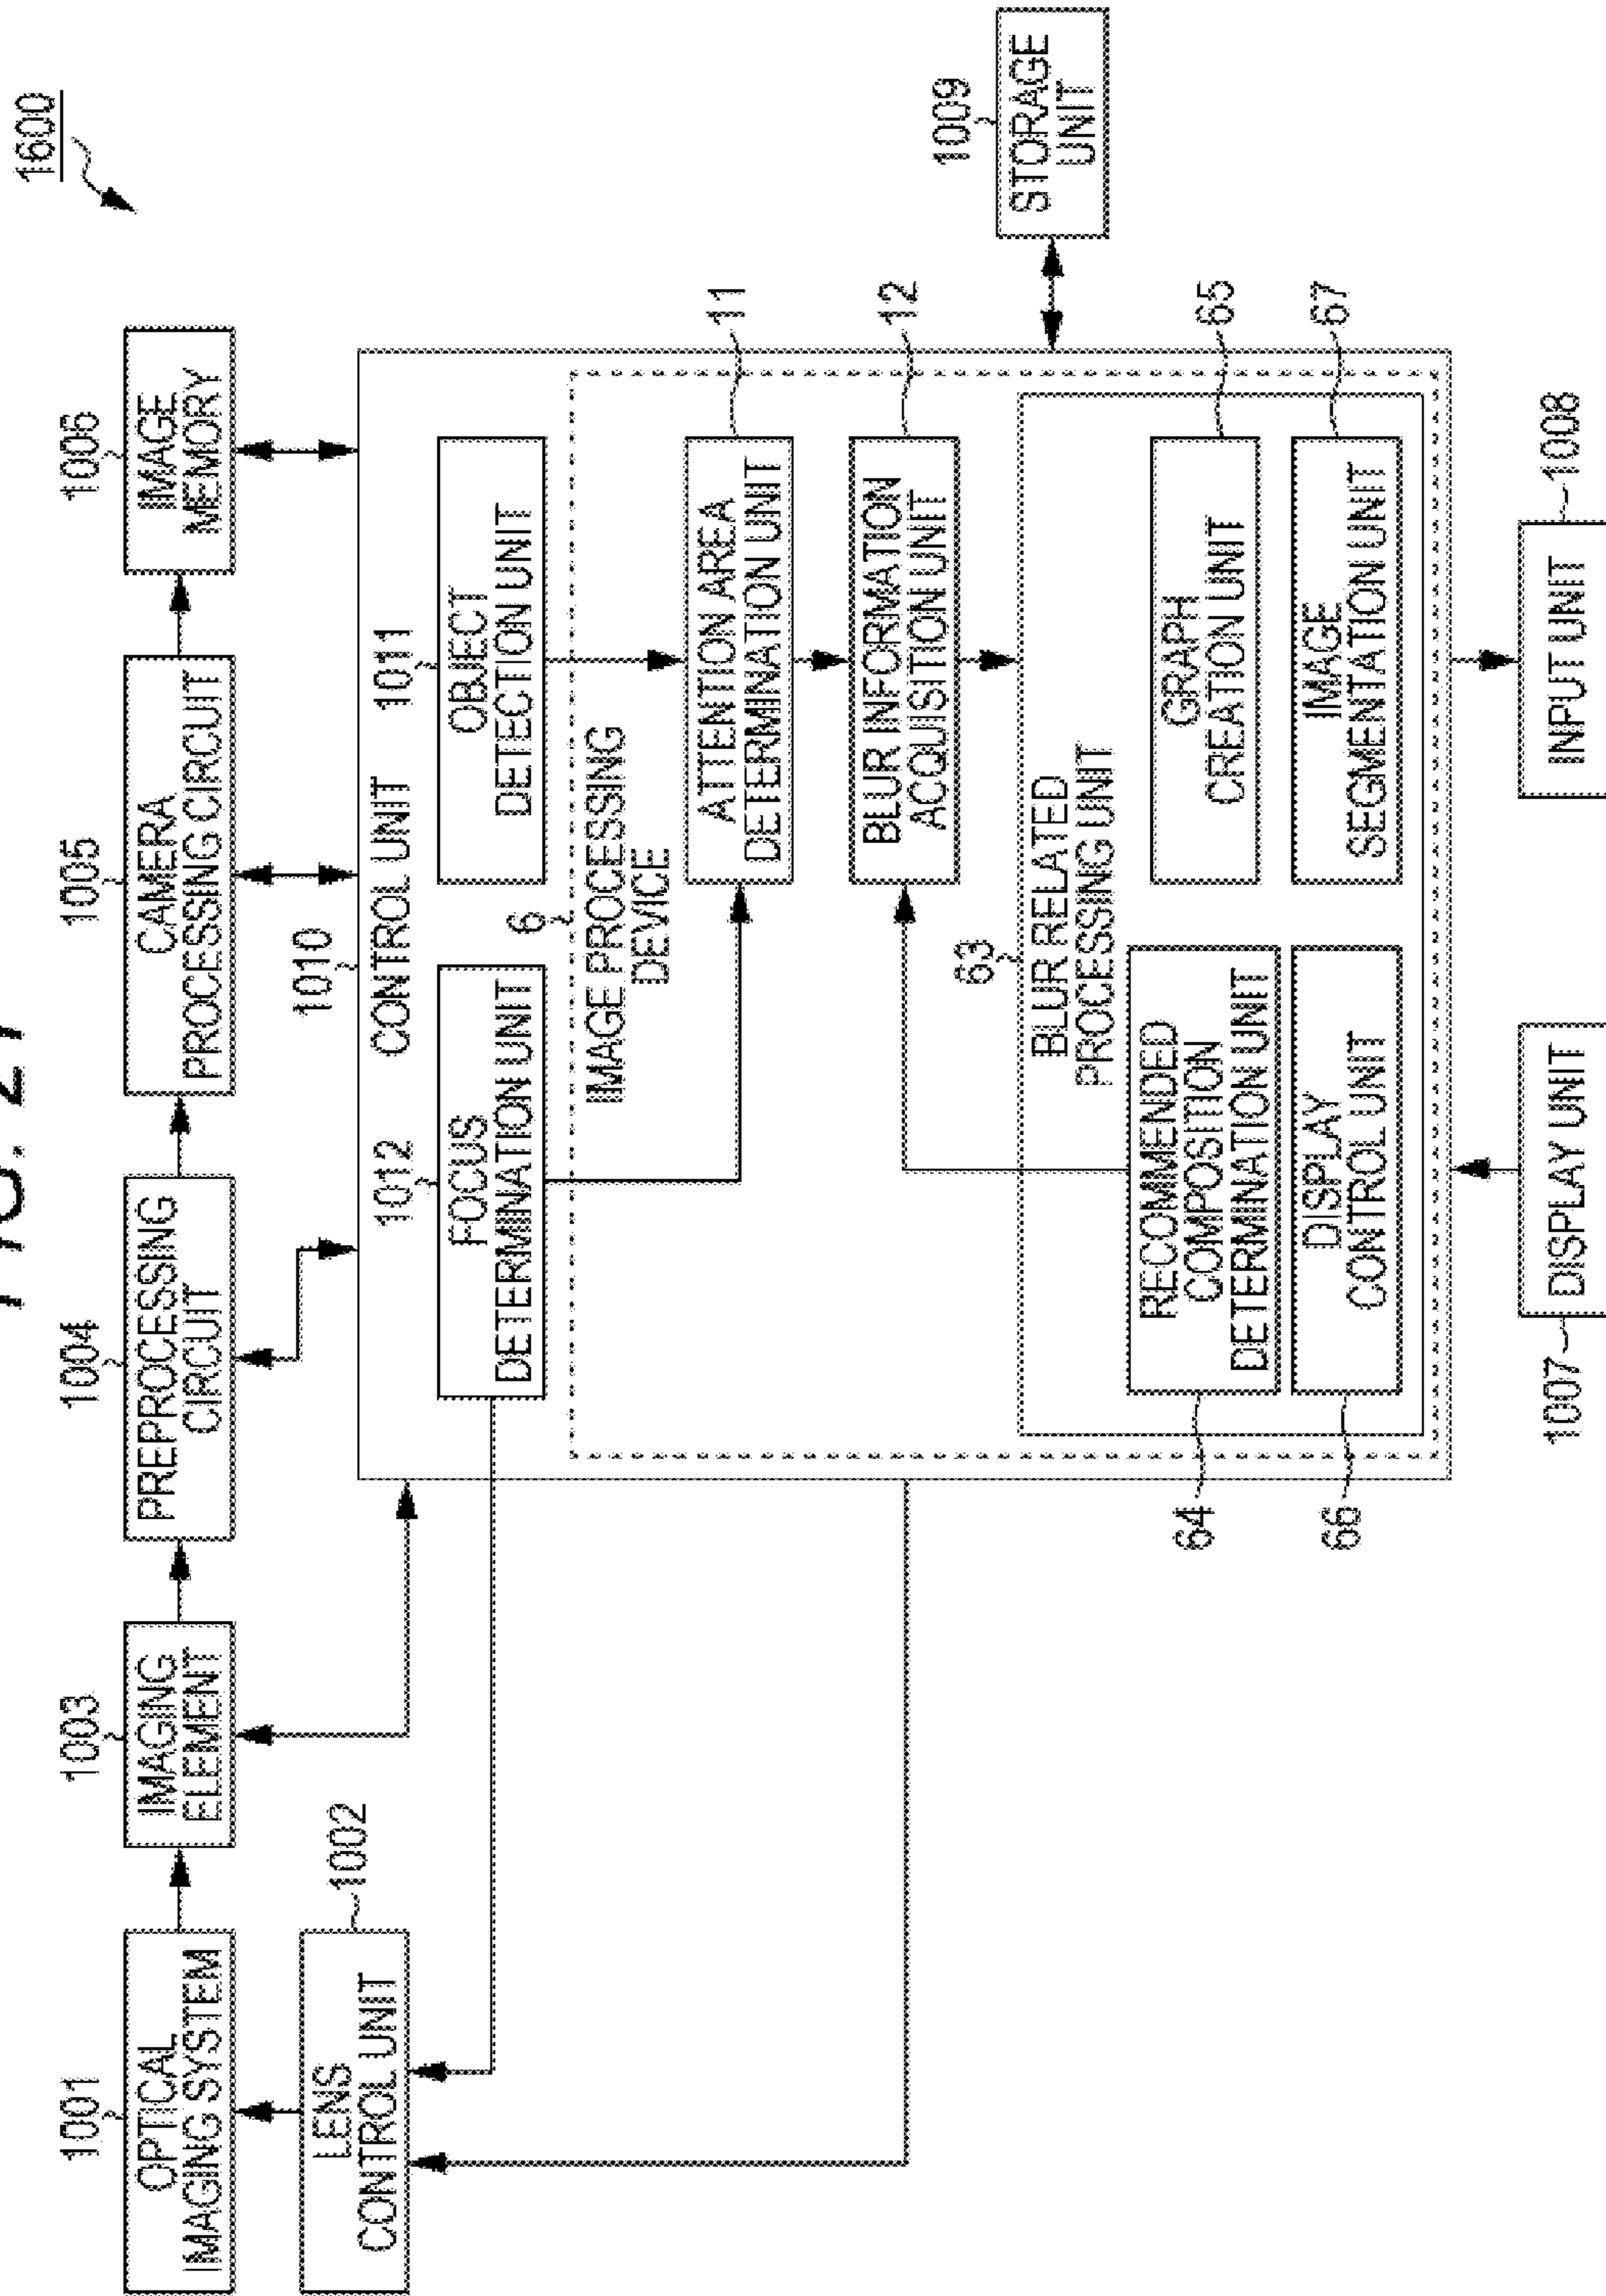 FIG. 21
1600
1001
OPTICAL
IMAGING SYSTEM
1003
IMAGING
ELEMENT
1004
PREPROCESSING
CIRCUIT
1005
CAMERA
PROCESSING CIRCUIT
1006
IMAGE
MEMORY
LENS
CONTROL UNIT
1002
1010
CONTROL UNIT
1012
FOCUS
DETERMINATION UNIT
1011
OBJECT
DETECTION UNIT
6
IMAGE PROCESSING
DEVICE
ATTENTION AREA
DETERMINATION UNIT
11
BLUR INFORMATION
ACQUISITION UNIT
12
63
BLUR RELATED
PROCESSING UNIT
64
RECOMMENDED
COMPOSITION
DETERMINATION UNIT
GRAPH
CREATION UNIT
65
66
DISPLAY
CONTROL UNIT
IMAGE
SEGMENTATION UNIT
67
1009
STORAGE
UNIT
1007
DISPLAY UNIT
INPUT UNIT
1008